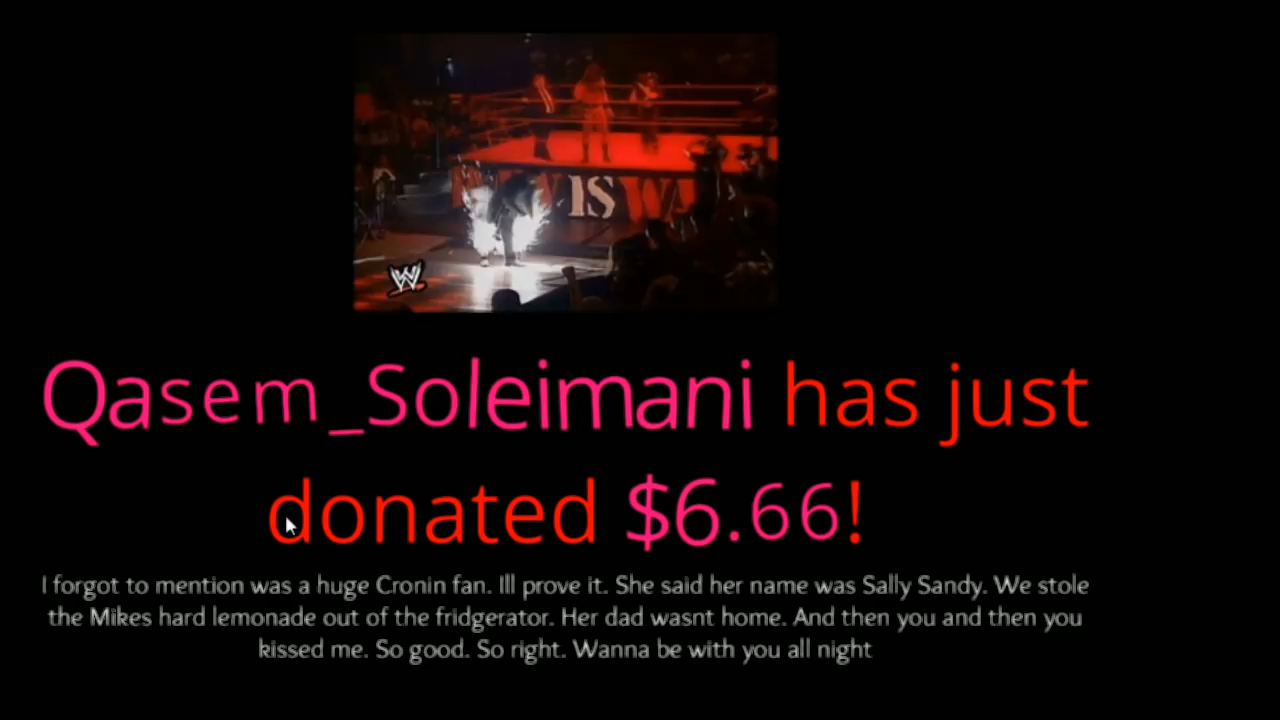 IS
W
Qasem_Soleimani has just
donated $6.66!
I forgot to mention was a huge Cronin fan. Ill prove it. She said her name was Sally Sandy. We stole
the Mikes hard lemonade out of the fridgerator. Her dad wasnt home. And then you and then you
kissed me. So good. So right. Wanna be with you all night